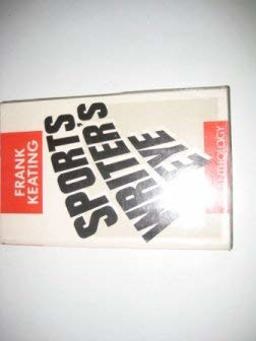 FRANK
KEATING
SPORTS
WRITER'S
EYE
ANTHOLOGY